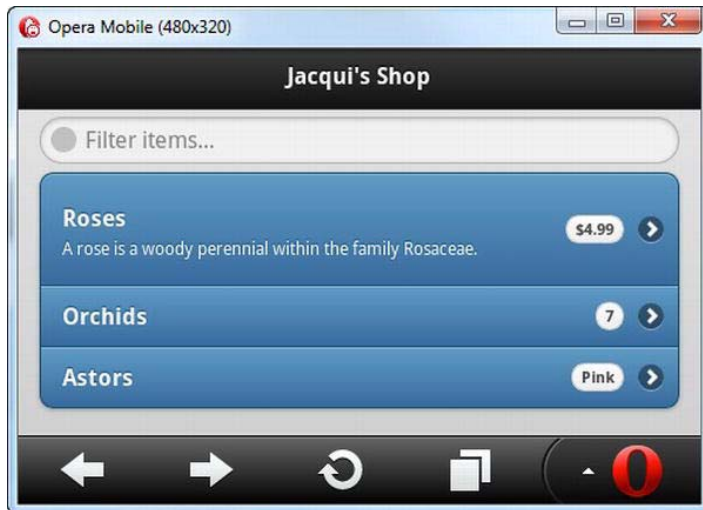 Opera Mobile (480x320)
Jacqui's Shop
Filter items...
Roses
A rose is a woody perennial within the family Rosaceae.
$4.99
Orchids
7
Astors
Pink